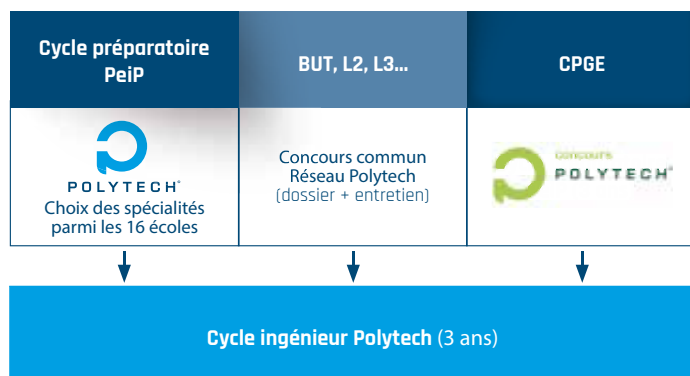 Cycle préparatoire
PeiP
BUT, L2, L3...
CPGE
POLYTECH®
Choix des spécialités
parmi les 16 écoles
Concours commun
Réseau Polytech
(dossier + entretien)
CONCOURS
POLYTECH®
Cycle ingénieur Polytech (3 ans)